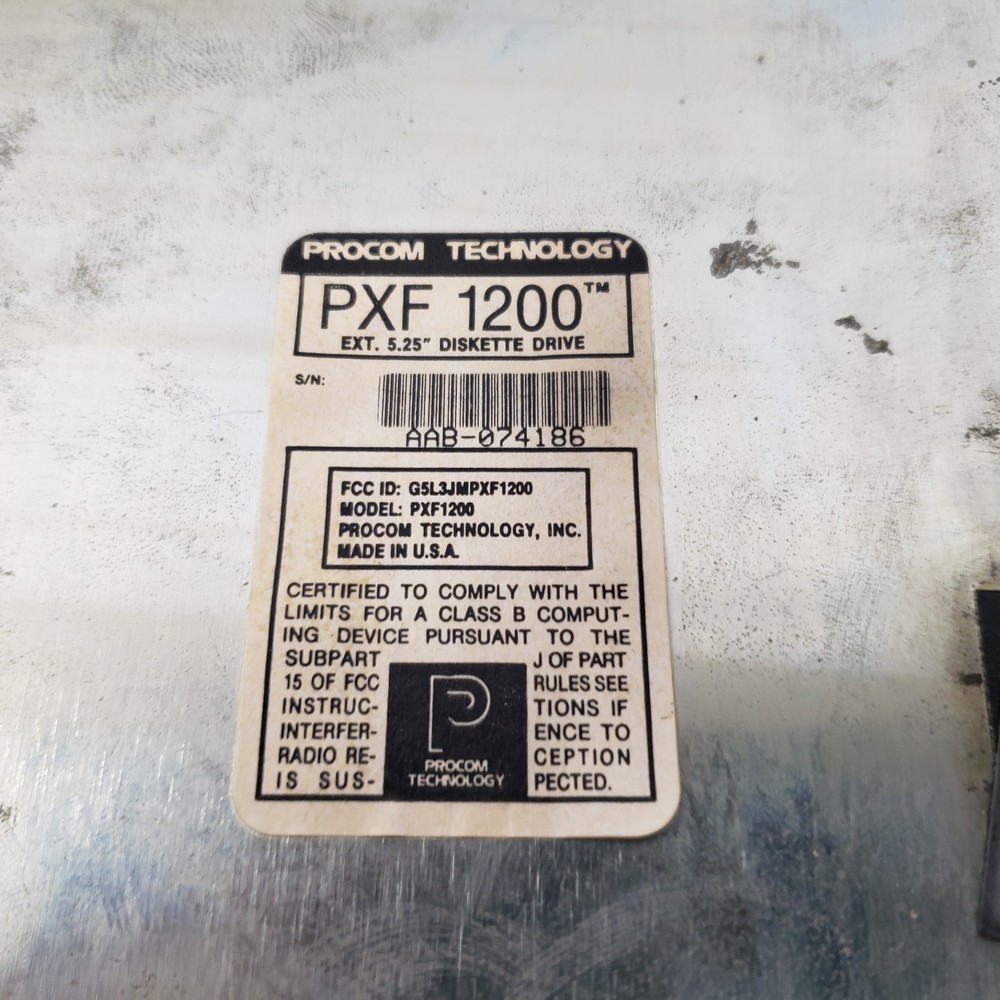 PROCOM TECHNOLOGY
PXF 1200™
EXT. 5.25" DISKETTE DRIVE
S/N:
AAB-074186
FCC ID: G5L3JMPXF1200
MODEL: PXF1200
PROCOM TECHNOLOGY, INC.
MADE IN U.S.A.
CERTIFIED TO COMPLY WITH THE
LIMITS FOR A CLASS B COMPUT-
ING DEVICE PURSUANT TO THE
SUBPART J OF PART
15 OF FCC RULES SEE
INSTRUC- TIONS IF
INTERFER- ENCE TO
RADIO RE- CEPTION
IS SUS- PECTED.
PROCOM
TECHNOLOGY